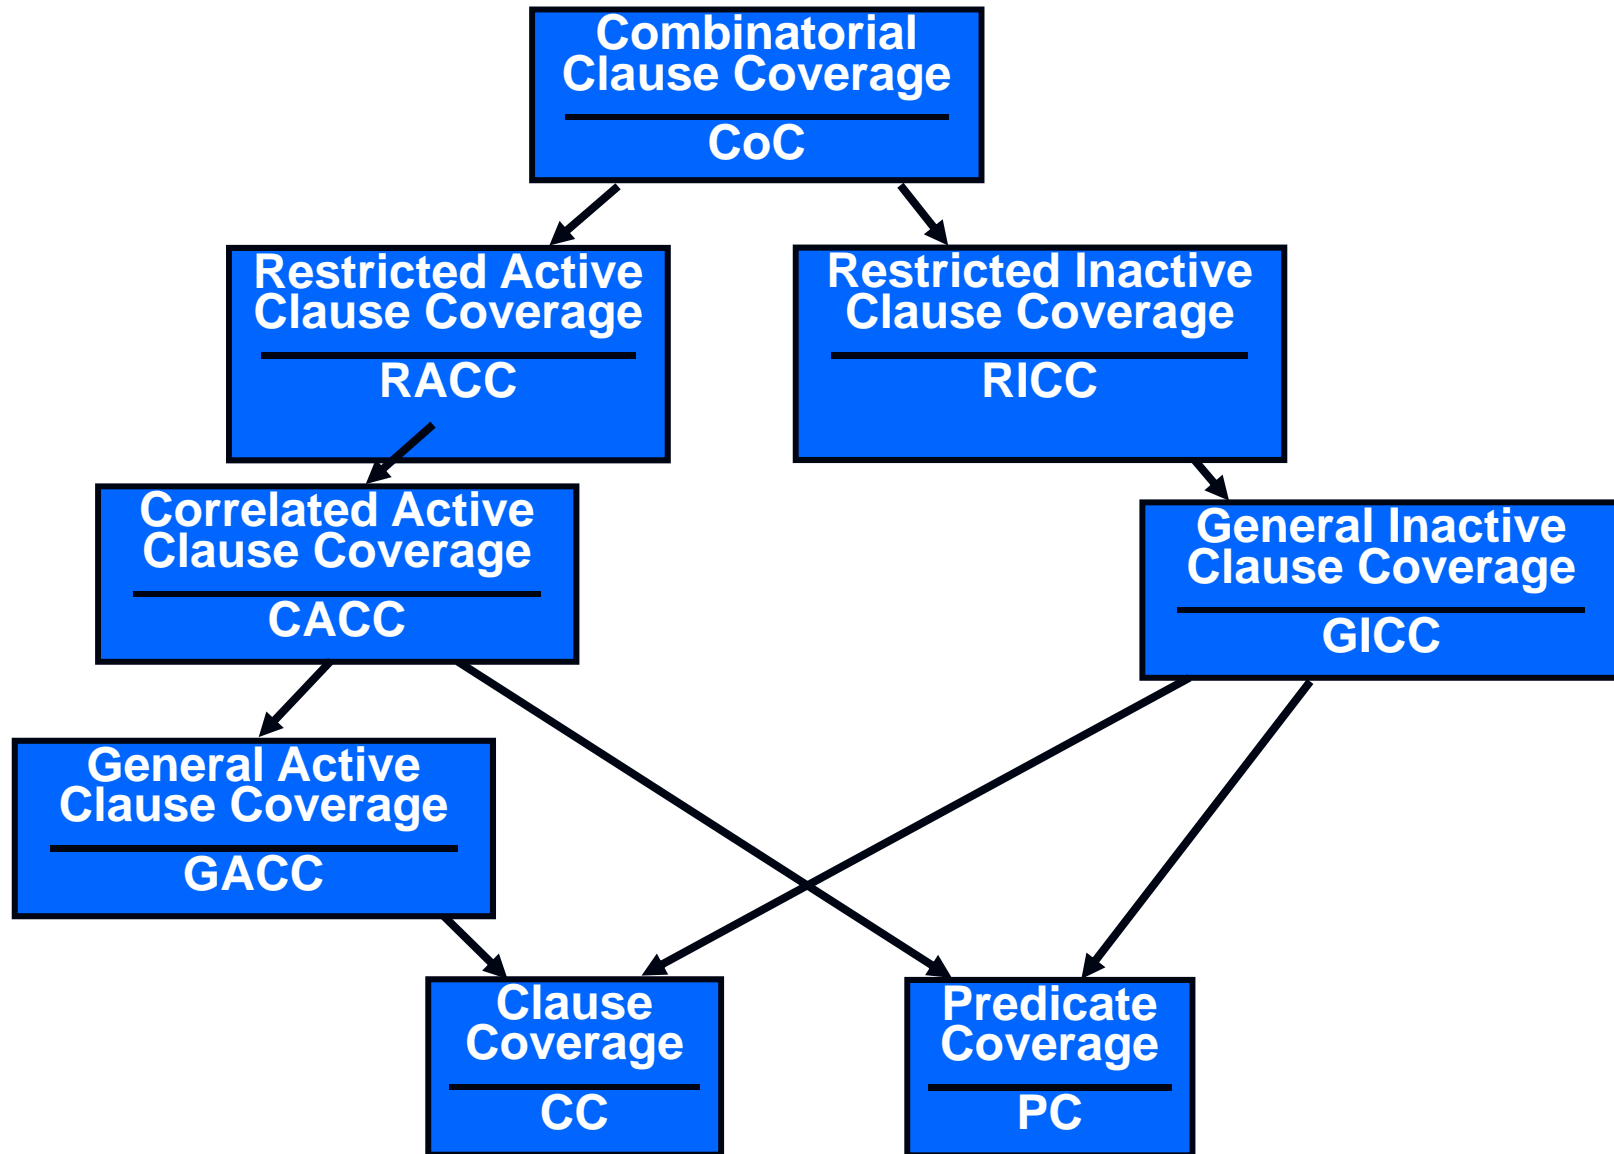 Combinatorial
Clause Coverage
CoC
Restricted Active
Clause Coverage
RACC
Restricted Inactive
Clause Coverage
RICC
Correlated Active
Clause Coverage
CACC
General Inactive
Clause Coverage
GICC
General Active
Clause Coverage
GACC
Clause
Coverage
CC
Predicate
Coverage
PC